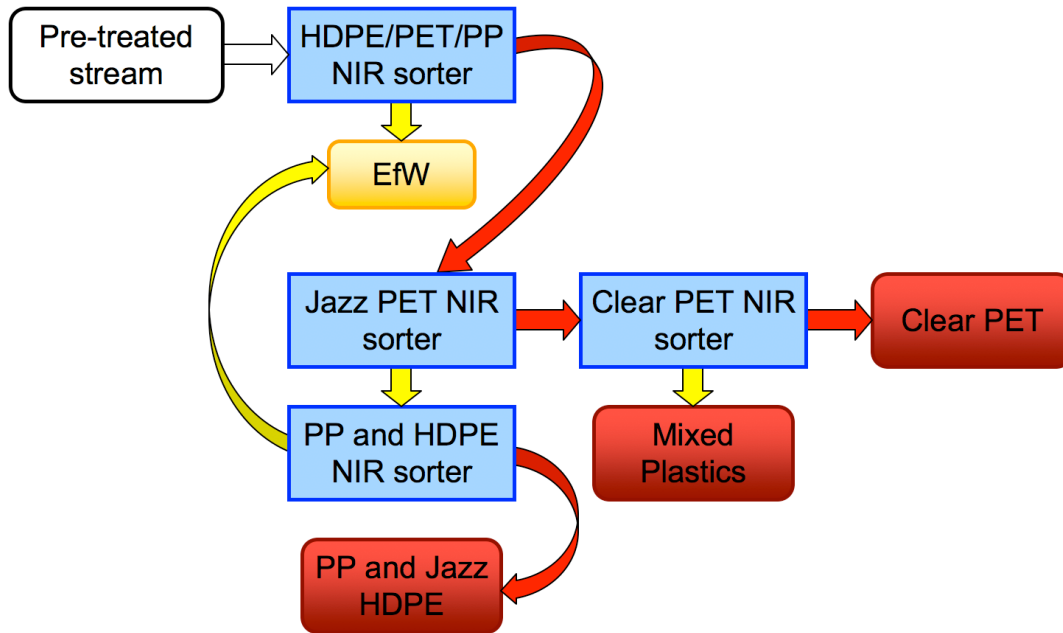 Pre-treated
stream
HDPE/PET/PP
NIR sorter
EfW
Jazz PET NIR
sorter
Clear PET NIR
sorter
Clear PET
PP and HDPE
NIR sorter
Mixed
Plastics
PP and Jazz
HDPE